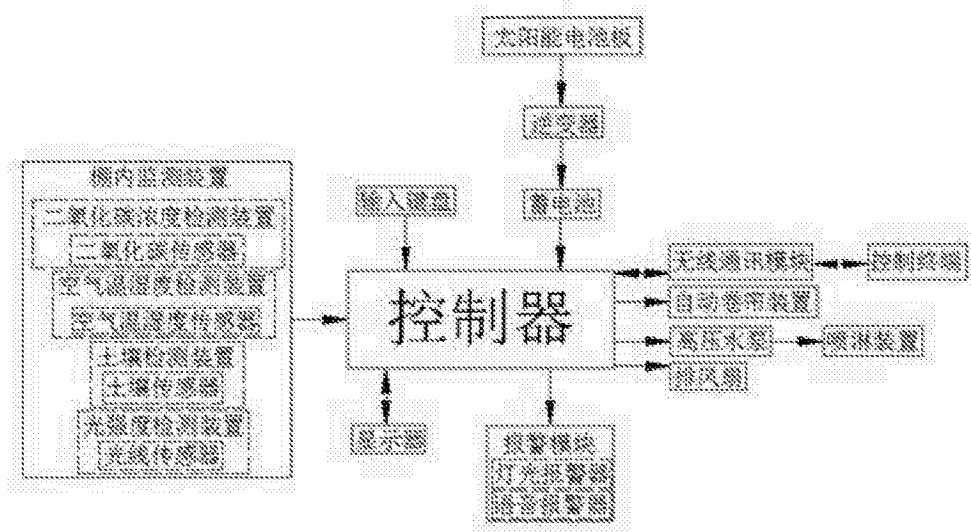 太阳能电池板
逆变器
蓄电池
输入键盘
棚内监测装置
二氧化碳浓度检测装置
二氧化碳传感器
空气温湿度检测装置
空气温湿度传感器
土壤检测装置
土壤传感器
光强度检测装置
光线传感器
控制器
无线通讯模块
控制终端
自动卷帘装置
高压水泵
喷淋装置
排风扇
显示器
报警模块
灯光报警器
语音报警器